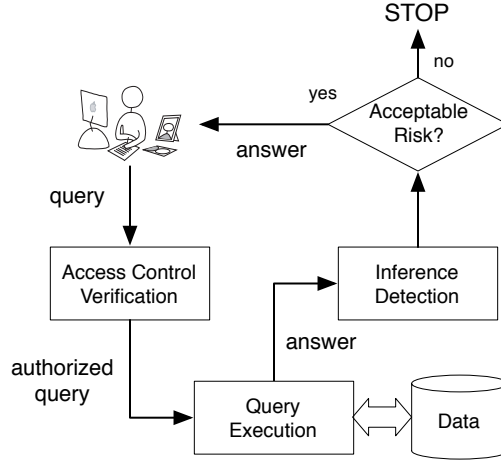 STOP
no
yes
Acceptable
Risk?
answer
query
Access Control
Verification
Inference
Detection
answer
authorized
query
Query
Execution
Data